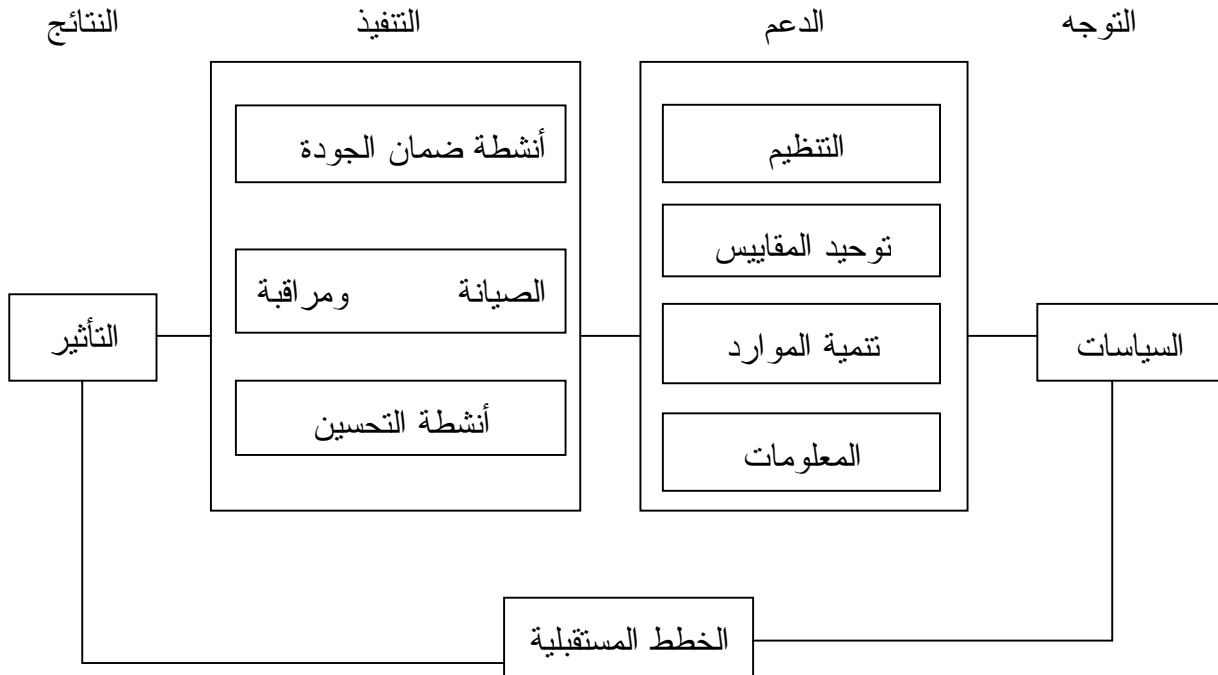 التوجه
الدعم
التنفيذ
النتائج
التنظيم
توحيد المقاييس
تنمية الموارد
المعلومات
أنشطة ضمان الجودة
الصيانة ومراقبة
أنشطة التحسين
السياسات
التأثير
الخطط المستقبلية